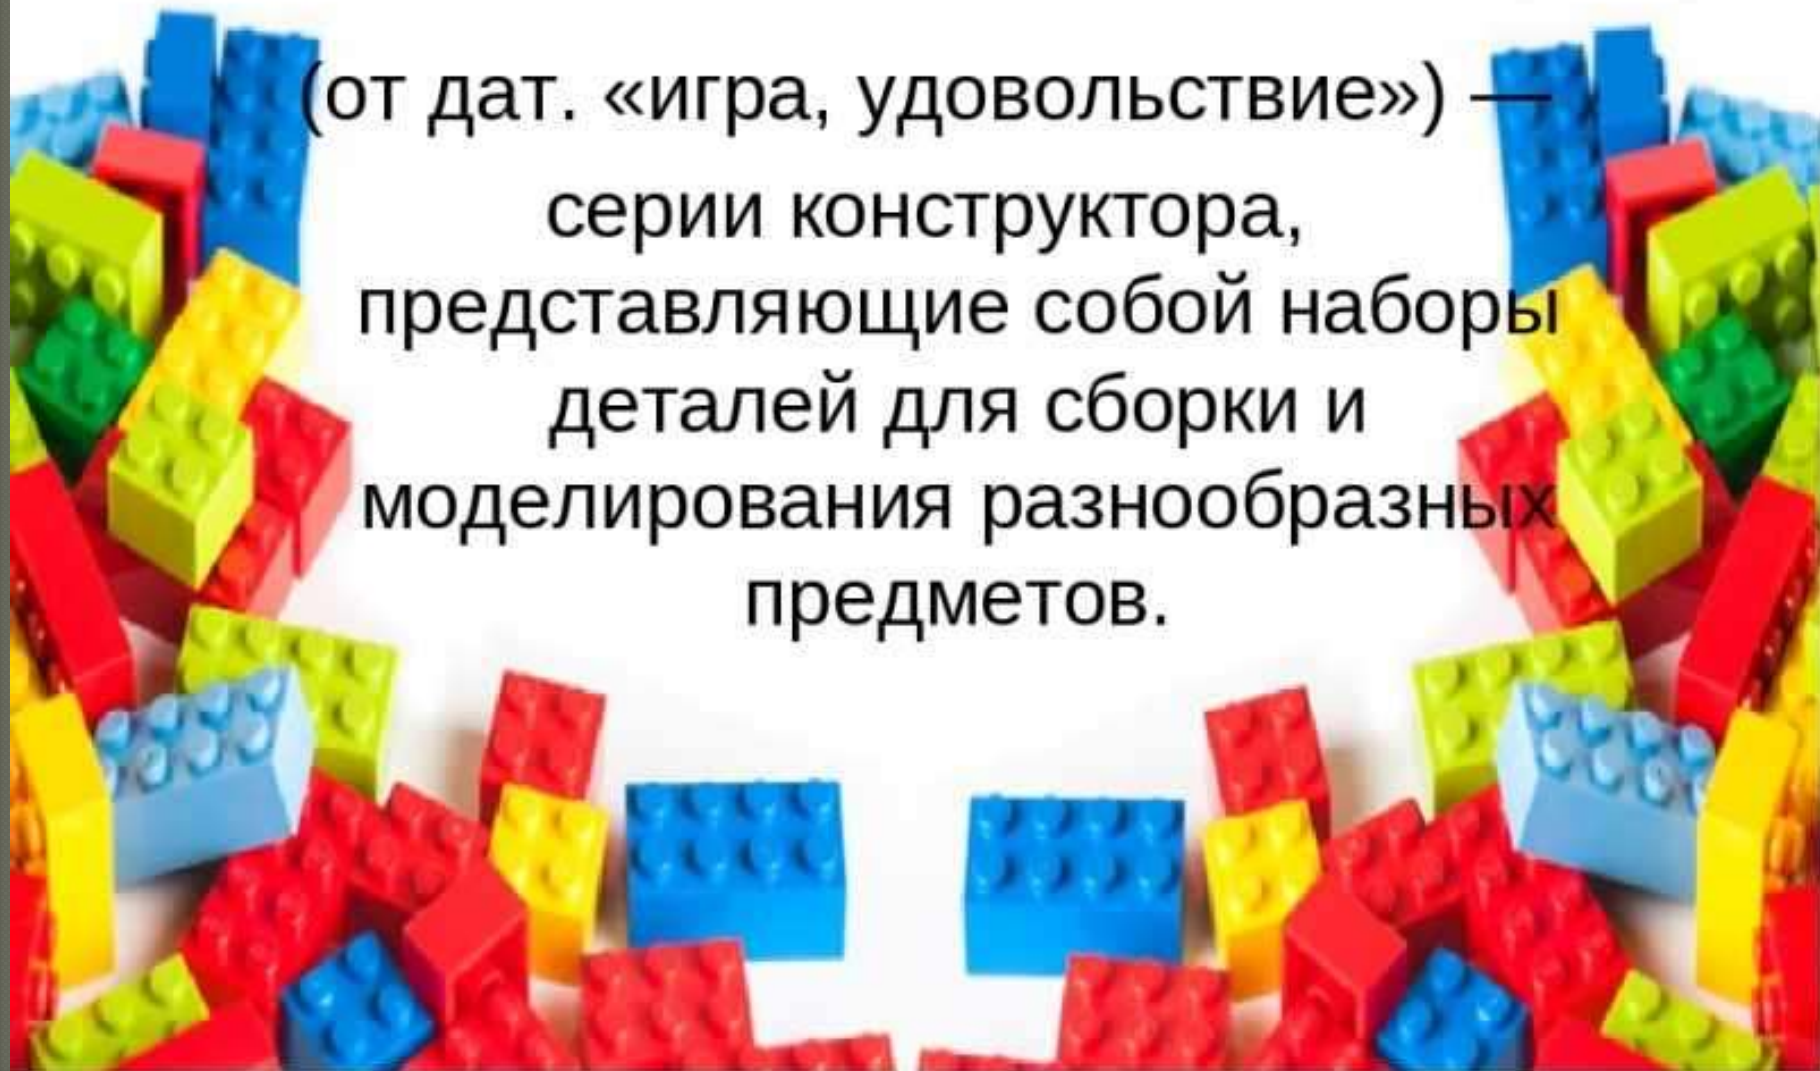 (от дат. «игра, удовольствие») —
серии конструктора,
представляющие собой наборы
деталей для сборки и
моделирования разнообразных
предметов.